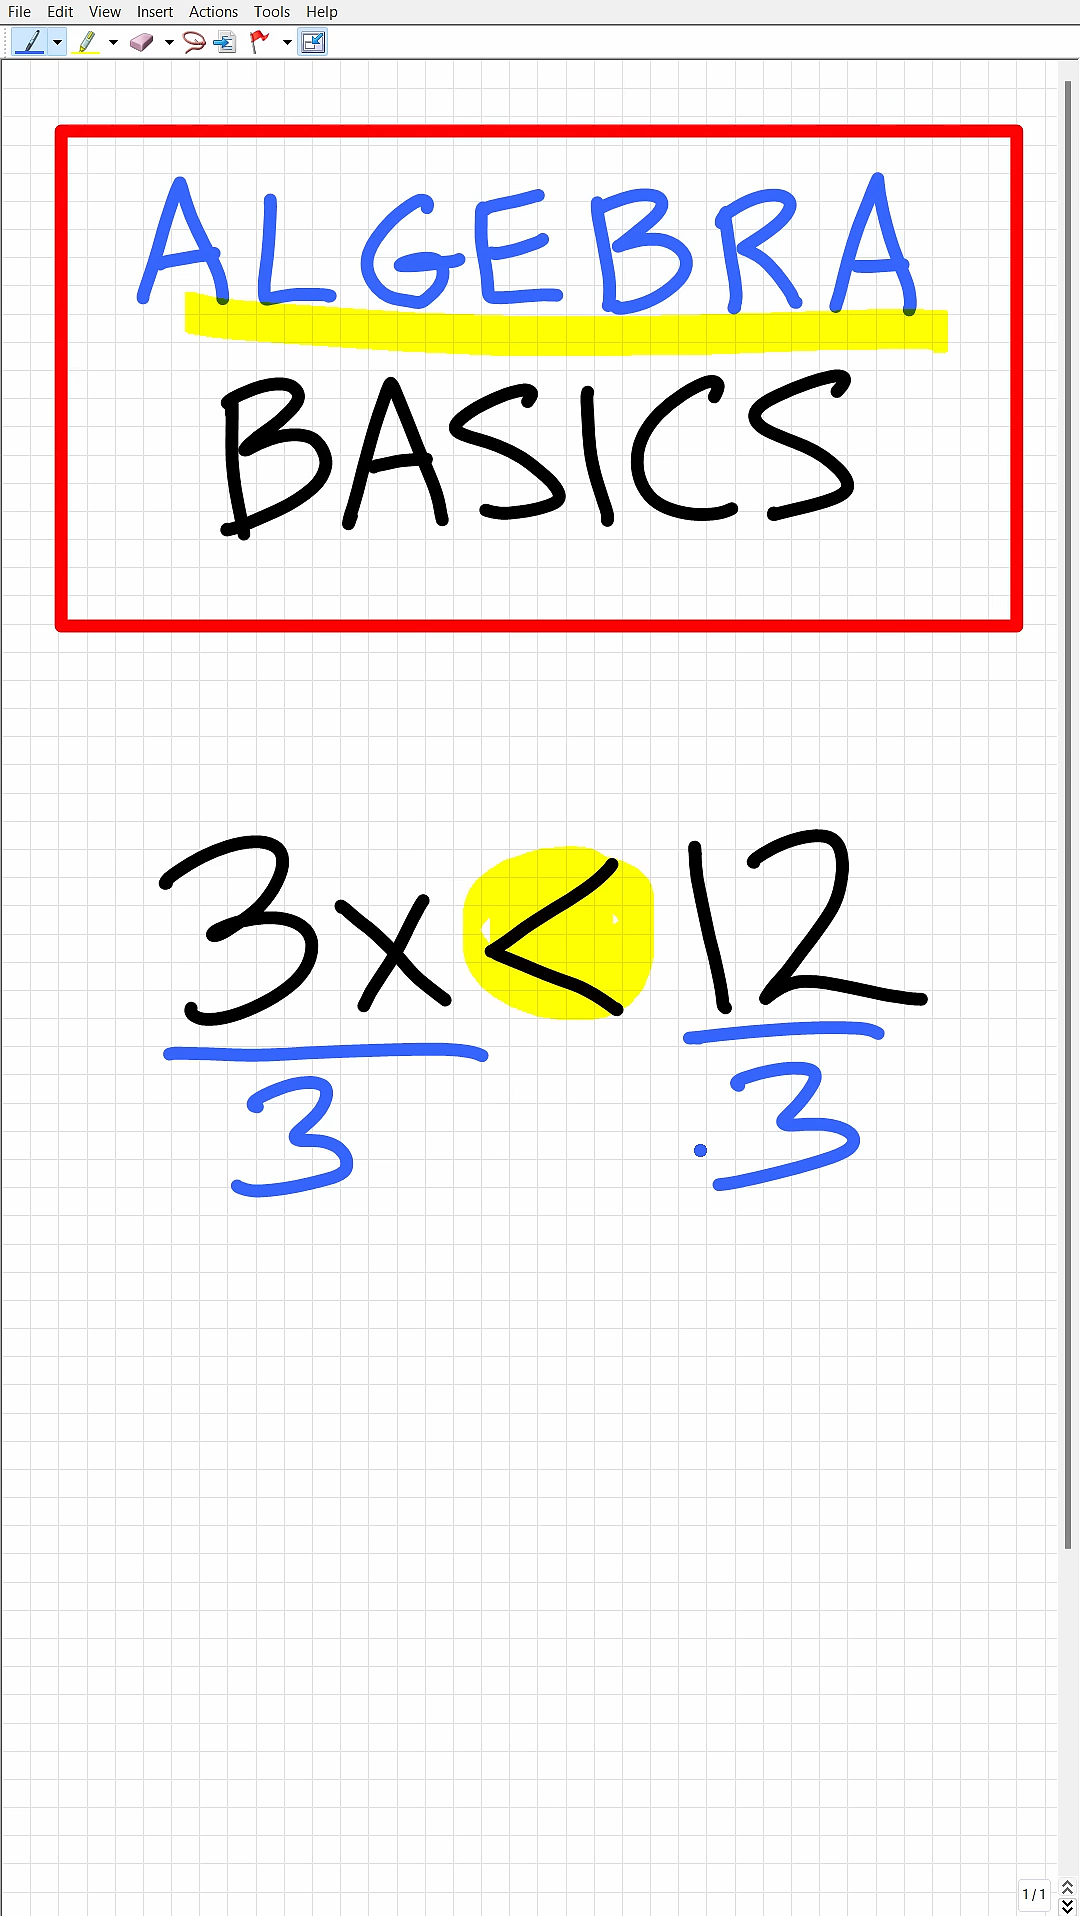 File Edit View Insert Actions Tools Help
ALGEBRA
BASICS
3x < 12
3 3
1/1